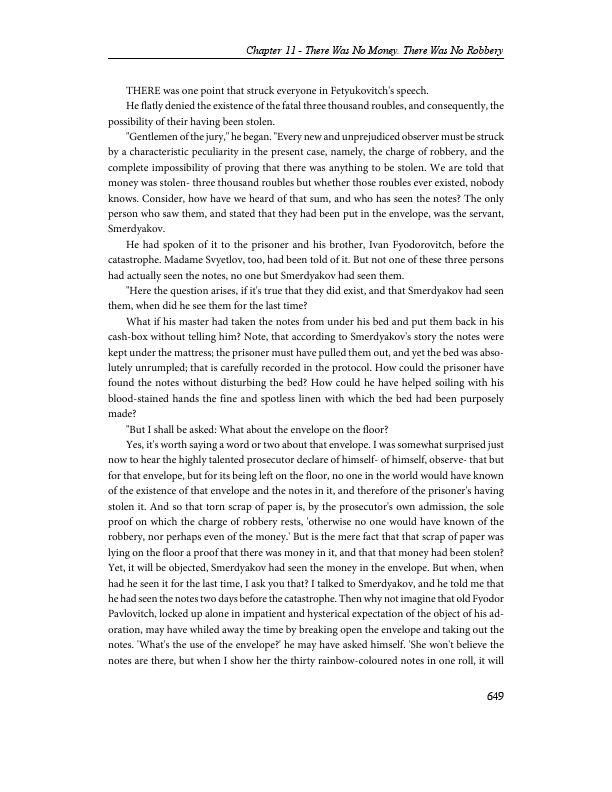 Chapter 11 - There Was No Money. There Was No Robbery
THERE was one point that struck everyone in Fetyukovitch's speech.
He flatly denied the existence of the fatal three thousand roubles, and consequently, the
possibility of their having been stolen.
"Gentlemen of the jury," he began. "Every new and unprejudiced observer must be struck
by a characteristic peculiarity in the present case, namely, the charge of robbery, and the
complete impossibility of proving that there was anything to be stolen. We are told that
money was stolen- three thousand roubles but whether those roubles ever existed, nobody
knows. Consider, how have we heard of that sum, and who has seen the notes? The only
person who saw them, and stated that they had been put in the envelope, was the servant,
Smerdyakov.
He had spoken of it to the prisoner and his brother, Ivan Fyodorovitch, before the
catastrophe. Madame Svyetlov, too, had been told of it. But not one of these three persons
had actually seen the notes, no one but Smerdyakov had seen them.
"Here the question arises, if it's true that they did exist, and that Smerdyakov had seen
them, when did he see them for the last time?
What if his master had taken the notes from under his bed and put them back in his
cash-box without telling him? Note, that according to Smerdyakov's story the notes were
kept under the mattress; the prisoner must have pulled them out, and yet the bed was abso-
lutely unrumpled; that is carefully recorded in the protocol. How could the prisoner have
found the notes without disturbing the bed? How could he have helped soiling with his
blood-stained hands the fine and spotless linen with which the bed had been purposely
made?
"But I shall be asked: What about the envelope on the floor?
Yes, it's worth saying a word or two about that envelope. I was somewhat surprised just
now to hear the highly talented prosecutor declare of himself- of himself, observe- that but
for that envelope, but for its being left on the floor, no one in the world would have known
of the existence of that envelope and the notes in it, and therefore of the prisoner's having
stolen it. And so that torn scrap of paper is, by the prosecutor's own admission, the sole
proof on which the charge of robbery rests, 'otherwise no one would have known of the
robbery, nor perhaps even of the money.' But is the mere fact that that scrap of paper was
lying on the floor a proof that there was money in it, and that that money had been stolen?
Yet, it will be objected, Smerdyakov had seen the money in the envelope. But when, when
had he seen it for the last time, I ask you that? I talked to Smerdyakov, and he told me that
he had seen the notes two days before the catastrophe. Then why not imagine that old Fyodor
Pavlovitch, locked up alone in impatient and hysterical expectation of the object of his ad-
oration, may have whiled away the time by breaking open the envelope and taking out the
notes. 'What's the use of the envelope?' he may have asked himself. 'She won't believe the
notes are there, but when I show her the thirty rainbow-coloured notes in one roll, it will
649